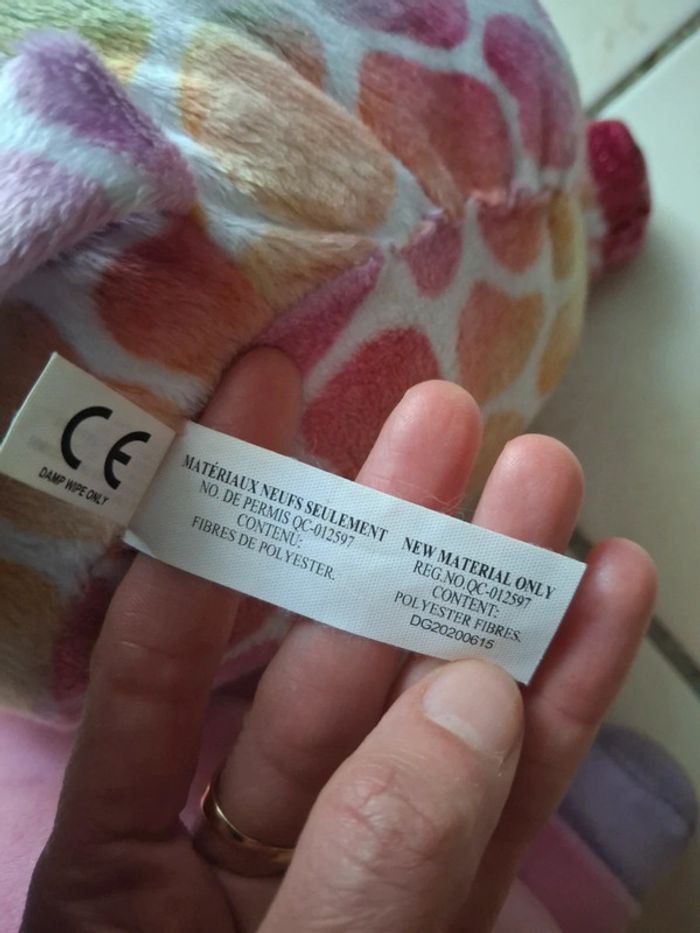 CE
DAMP WIPE ONLY
MATÉRIAUX NEUFS SEULEMENT
NO. DE PERMIS QC-012597
CONTENU:
FIBRES DE POLYESTER.
NEW MATERIAL ONLY
REG.NO.QC-012597
CONTENT:
POLYESTER FIBRES.
DG20200615